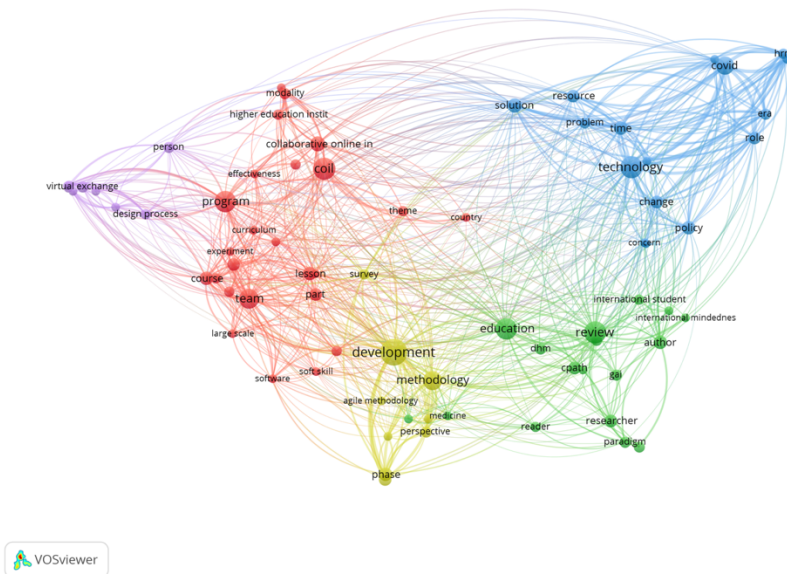 covid
hrm
modality
resource
solution
era
higher education instit
problem
time
role
collaborative online in
person
technology
effectiveness
coil
virtual exchange
program
change
design process
theme
country
policy
curriculum
concern
experiment
course
lesson
survey
part
team
international student
international mindednes
large scale
education
review
author
development
dhm
cpath
gai
soft skill
software
methodology
agile methodology
medicine
perspective
reader
researcher
paradigm
phase
VOSviewer